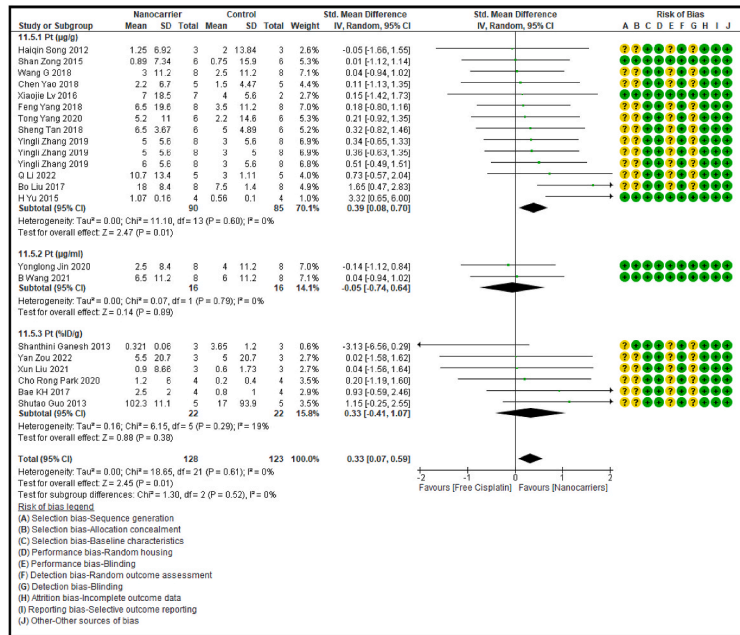 Nanocarrier Control Std. Mean Difference Std. Mean Difference Risk of Bias
Study or Subgroup Mean SD Total Mean SD Total Weight IV, Random, 95% CI IV, Random, 95% CI A B C D E F G H I J
11.5.1 Pt (µg/g)
Haiqin Song 2012 1.25 6.92 3 2 13.84 3 2.6% -0.05 [-1.66, 1.55]
Shan Zong 2015 0.89 7.34 6 0.75 15.9 6 5.3% 0.01 [-1.12, 1.14]
Wang G 2018 3 11.2 8 2.5 11.2 8 7.0% 0.04 [-0.94, 1.02]
Chen Yao 2018 2.2 6.7 5 1.5 4.47 5 4.4% 0.11 [-1.13, 1.35]
Xiaojie Lv 2016 7 18.5 7 4 5.6 2 2.7% 0.15 [-1.42, 1.73]
Feng Yang 2018 6.5 19.6 8 3.5 11.2 8 7.0% 0.18 [-0.80, 1.16]
Tong Yang 2020 5.2 11 6 2.2 14.6 6 5.2% 0.21 [-0.92, 1.35]
Sheng Tan 2018 6.5 3.67 6 5 4.89 6 5.2% 0.32 [-0.82, 1.46]
Yingli Zhang 2019 5 5.6 8 3 5.6 8 6.9% 0.34 [-0.65, 1.33]
Yingli Zhang 2019 5 5.6 8 3 5 8 6.9% 0.36 [-0.63, 1.35]
Yingli Zhang 2019 6 5.6 8 3 5.6 8 6.8% 0.51 [-0.49, 1.51]
Q Li 2022 10.7 13.4 5 3 1.11 5 4.1% 0.73 [-0.57, 2.04]
Bo Liu 2017 18 8.4 8 7.5 1.4 8 4.9% 1.65 [0.47, 2.83]
H Yu 2015 1.07 0.16 4 0.56 0.1 4 1.0% 3.32 [0.65, 6.00]
Subtotal (95% CI) 90 85 70.1% 0.39 [0.08, 0.70]
Heterogeneity: Tau² = 0.00; Chi² = 11.10, df = 13 (P = 0.60); I² = 0%
Test for overall effect: Z = 2.47 (P = 0.01)
11.5.2 Pt (µg/ml)
Yonglong Jin 2020 2.5 8.4 8 4 11.2 8 7.0% -0.14 [-1.12, 0.84]
B Wang 2021 6.5 11.2 8 6 11.2 8 7.0% 0.04 [-0.94, 1.02]
Subtotal (95% CI) 16 16 14.1% -0.05 [-0.74, 0.64]
Heterogeneity: Tau² = 0.00; Chi² = 0.07, df = 1 (P = 0.79); I² = 0%
Test for overall effect: Z = 0.14 (P = 0.89)
11.5.3 Pt (%ID/g)
Shanthini Ganesh 2013 0.321 0.06 3 3.65 1.2 3 0.6% -3.13 [-6.56, 0.29]
Yan Zou 2022 5.5 20.7 3 5 20.7 3 2.6% 0.02 [-1.58, 1.62]
Xun Liu 2021 0.9 8.66 3 0.6 1.73 3 2.6% 0.04 [-1.56, 1.64]
Cho Rong Park 2020 1.2 6 4 0.2 0.4 4 3.5% 0.20 [-1.19, 1.60]
Bae KH 2017 2.5 2 4 0.8 1 4 2.9% 0.93 [-0.59, 2.46]
Shutao Guo 2013 102.3 11.1 5 17 93.9 5 3.5% 1.15 [-0.25, 2.55]
Subtotal (95% CI) 22 22 15.8% 0.33 [-0.41, 1.07]
Heterogeneity: Tau² = 0.16; Chi² = 6.15, df = 5 (P = 0.29); I² = 19%
Test for overall effect: Z = 0.88 (P = 0.38)
Total (95% CI) 128 123 100.0% 0.33 [0.07, 0.59]
Heterogeneity: Tau² = 0.00; Chi² = 18.65, df = 21 (P = 0.61); I² = 0%
Test for overall effect: Z = 2.45 (P = 0.01)
Test for subgroup differences: Chi² = 1.30, df = 2 (P = 0.52), I² = 0%
-2 -1 0 1 2
Favours [Free Cisplatin] Favours [Nanocarriers]
Risk of bias legend
(A) Selection bias-Sequence generation
(B) Selection bias-Allocation concealment
(C) Selection bias-Baseline characteristics
(D) Performance bias-Random housing
(E) Performance bias-Blinding
(F) Detection bias-Random outcome assessment
(G) Detection bias-Blinding
(H) Attrition bias-Incomplete outcome data
(I) Reporting bias-Selective outcome reporting
(J) Other-Other sources of bias